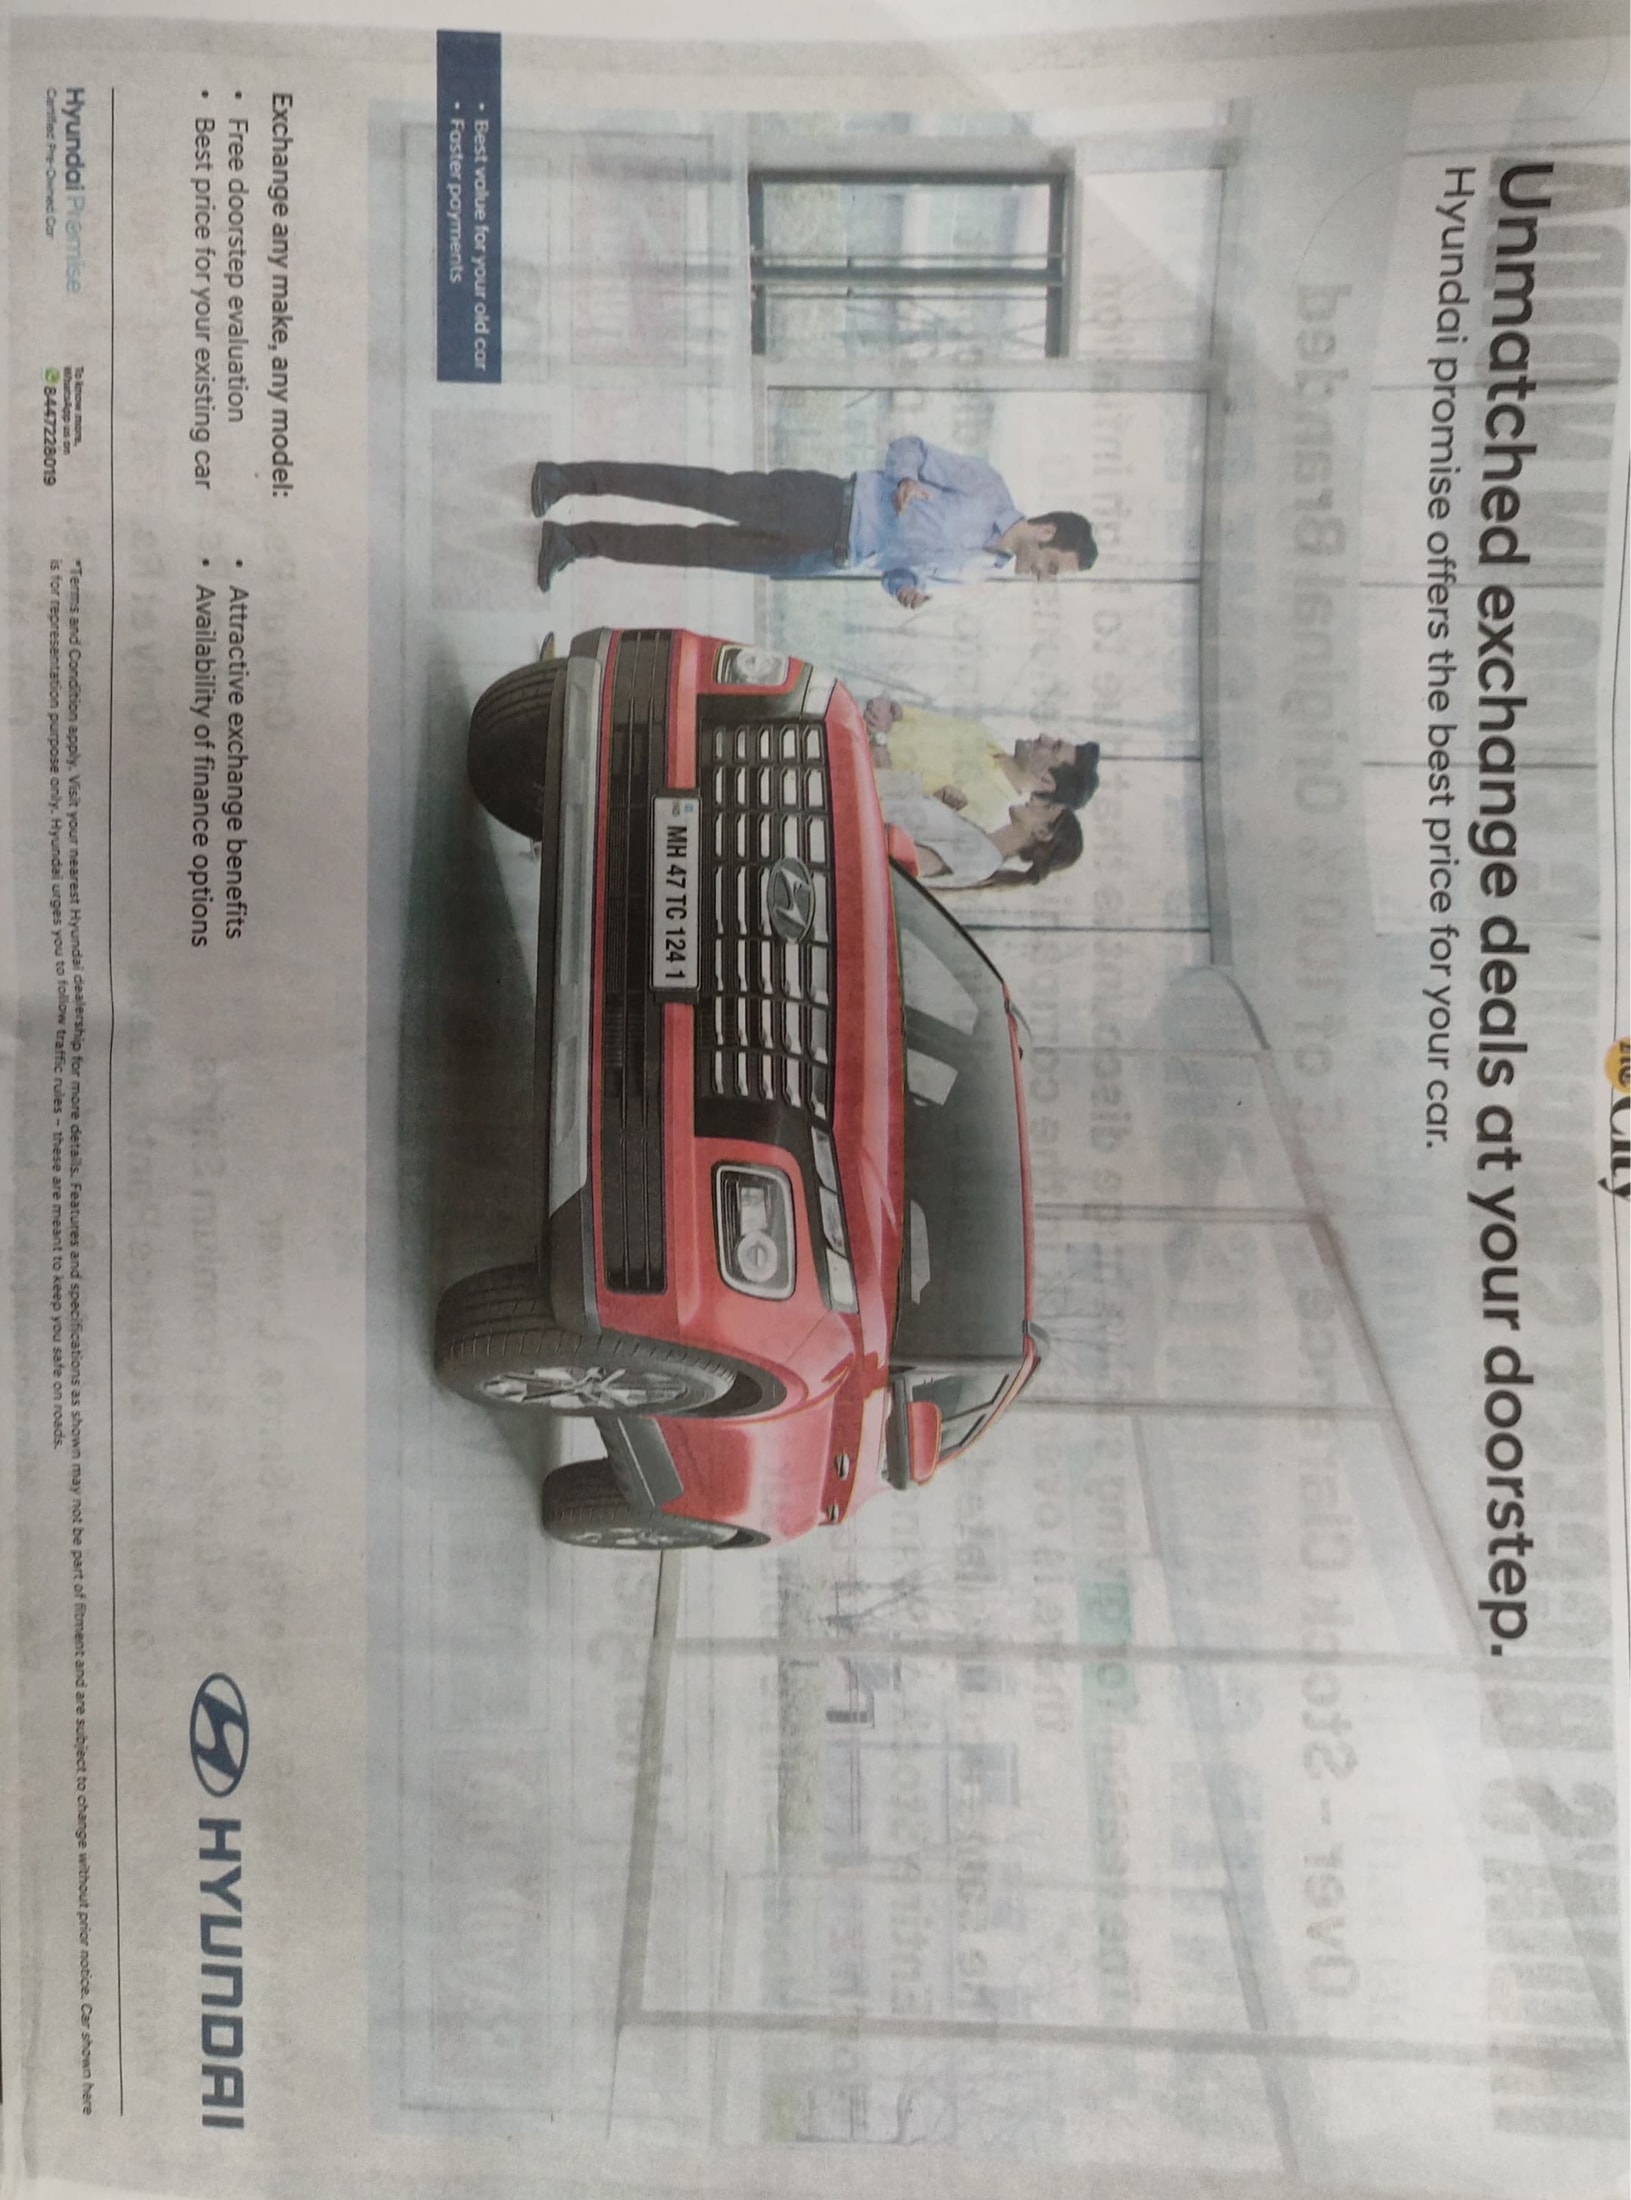 City
Unmatched exchange deals at your doorstep.
Hyundai promise offers the best price for your car.
MH 47 TC 124 1
• Best value for your old car
• Faster payments
Exchange any make, any model:
• Free doorstep evaluation
• Best price for your existing car
• Attractive exchange benefits
• Availability of finance options
HYUNDAI
Hyundai Promise
Certified Pre-Owned Car
To know more,
WhatsApp us on
8447228019
*Terms and Condition apply. Visit your nearest Hyundai dealership for more details. Features and specifications as shown may not be part of fitment and are subject to change without prior notice. Car shown here
is for representation purpose only. Hyundai urges you to follow traffic rules – these are meant to keep you safe on roads.